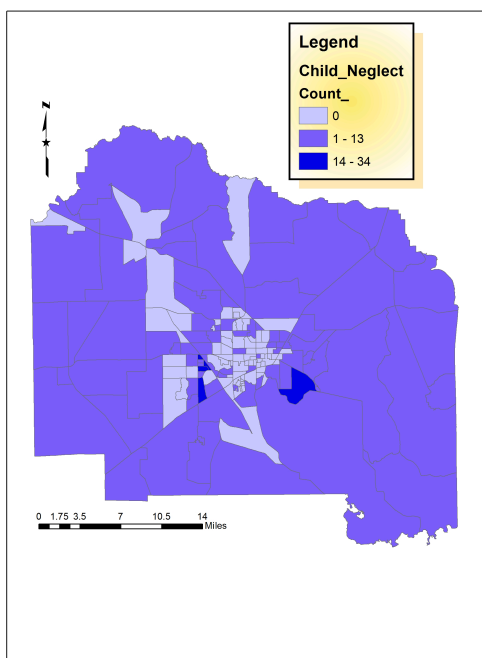 Legend
Child_Neglect
Count_
0
1 - 13
14 - 34
N
0 1.75 3.5 7 10.5 14
Miles